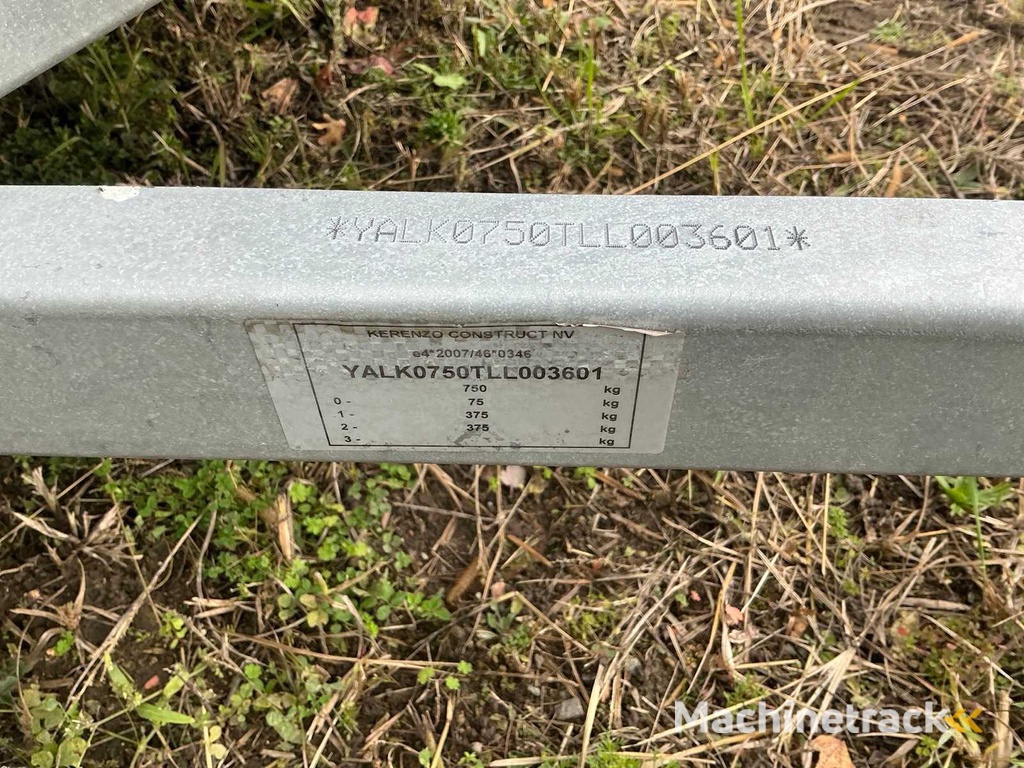 *YALK0750TLL003601*
KERENZO CONSTRUCT NV
e4*2007/46*0346
YALK0750TLL003601
750 kg
0 - 75 kg
1 - 375 kg
2 - 375 kg
3 - kg
Machinetrack